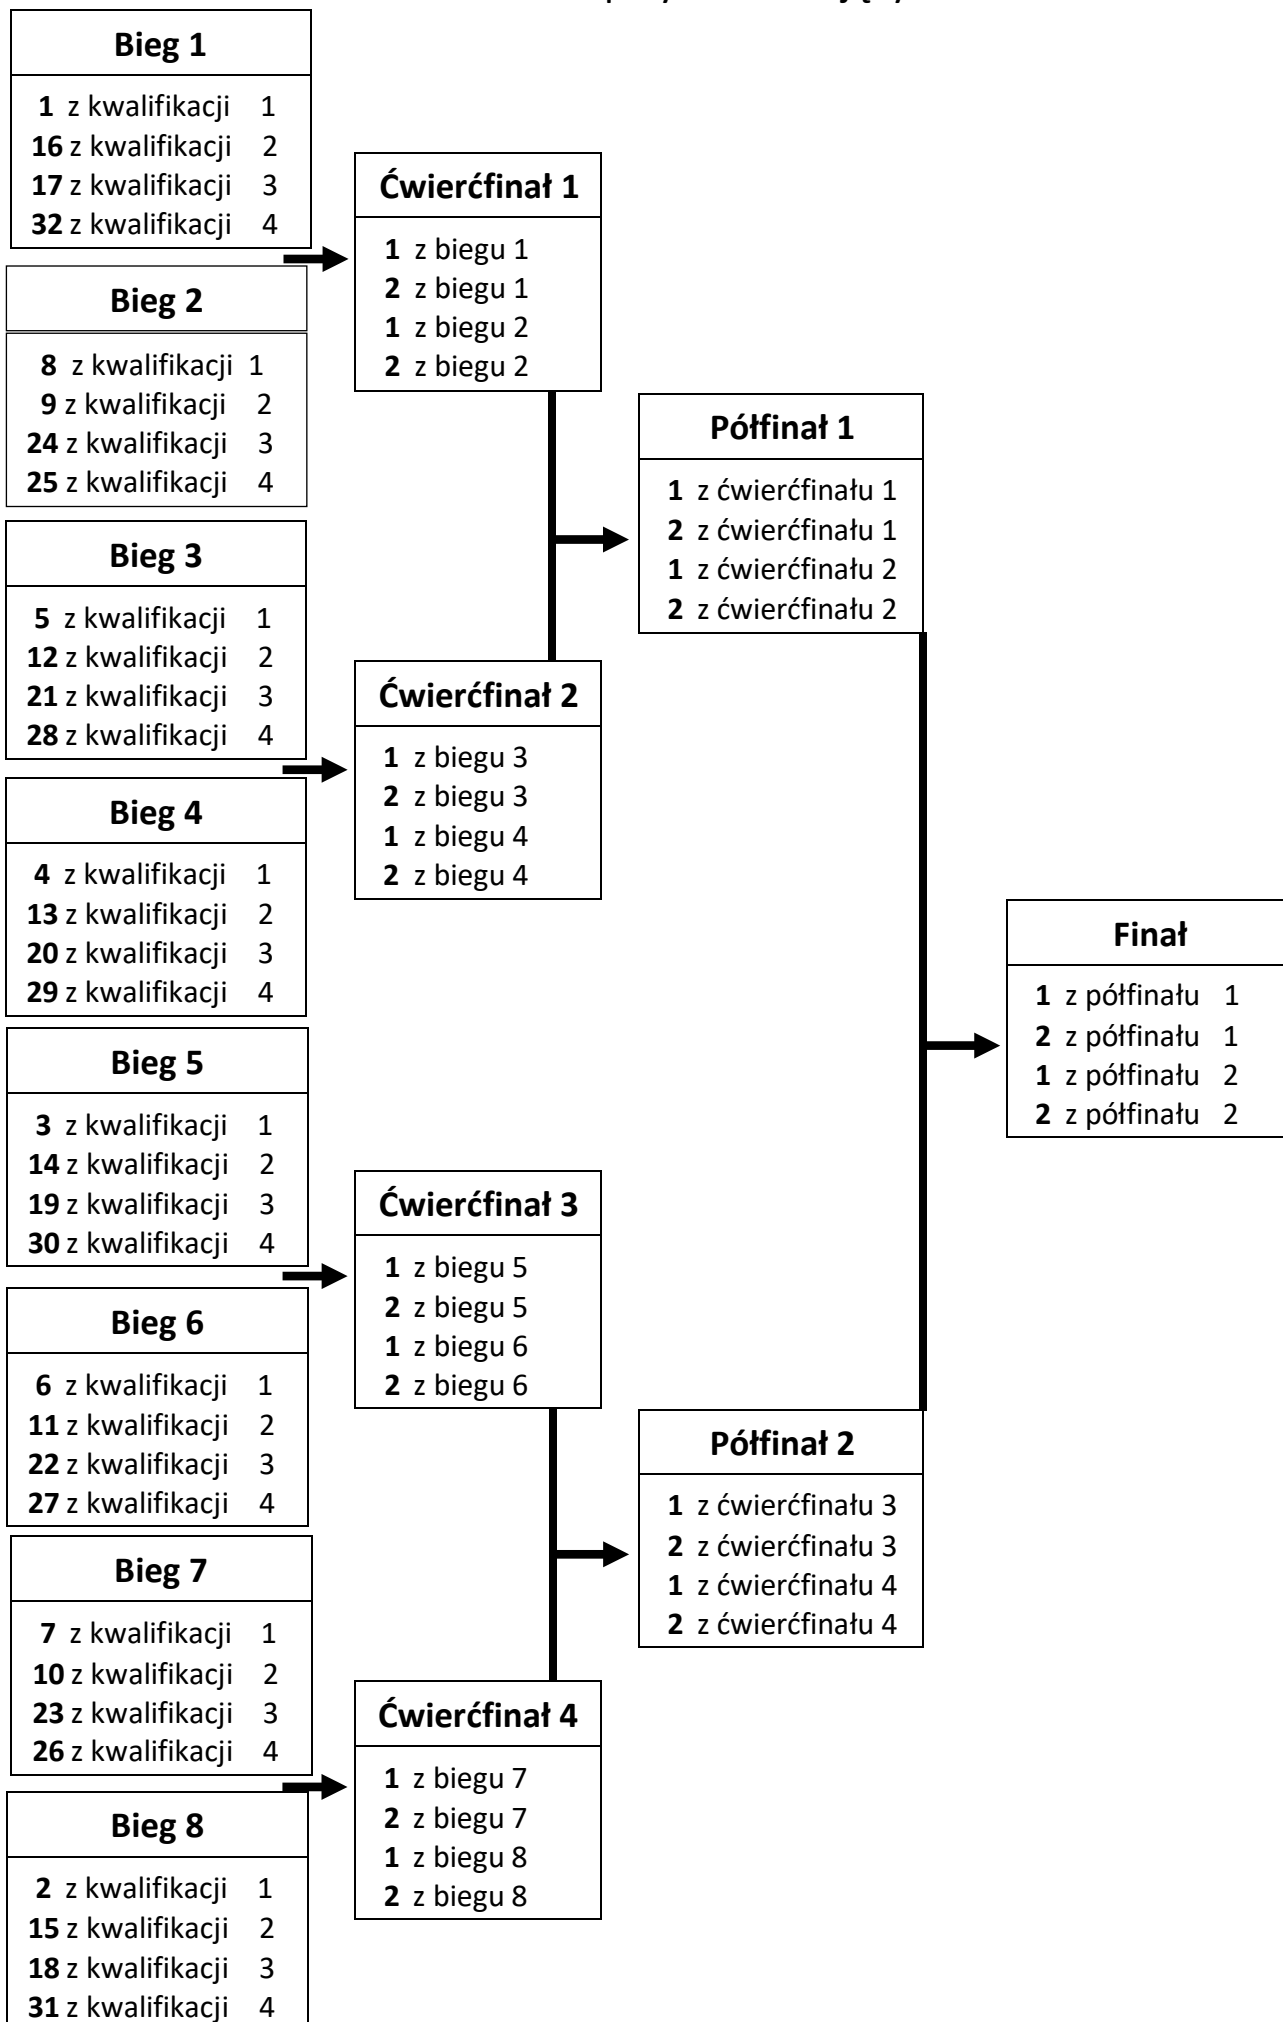 Bieg 1
1 z kwalifikacji 1
16 z kwalifikacji 2
17 z kwalifikacji 3
32 z kwalifikacji 4
Bieg 2
8 z kwalifikacji 1
9 z kwalifikacji 2
24 z kwalifikacji 3
25 z kwalifikacji 4
Bieg 3
5 z kwalifikacji 1
12 z kwalifikacji 2
21 z kwalifikacji 3
28 z kwalifikacji 4
Bieg 4
4 z kwalifikacji 1
13 z kwalifikacji 2
20 z kwalifikacji 3
29 z kwalifikacji 4
Bieg 5
3 z kwalifikacji 1
14 z kwalifikacji 2
19 z kwalifikacji 3
30 z kwalifikacji 4
Bieg 6
6 z kwalifikacji 1
11 z kwalifikacji 2
22 z kwalifikacji 3
27 z kwalifikacji 4
Bieg 7
7 z kwalifikacji 1
10 z kwalifikacji 2
23 z kwalifikacji 3
26 z kwalifikacji 4
Bieg 8
2 z kwalifikacji 1
15 z kwalifikacji 2
18 z kwalifikacji 3
31 z kwalifikacji 4
Ćwierćfinał 1
1 z biegu 1
2 z biegu 1
1 z biegu 2
2 z biegu 2
Ćwierćfinał 2
1 z biegu 3
2 z biegu 3
1 z biegu 4
2 z biegu 4
Ćwierćfinał 3
1 z biegu 5
2 z biegu 5
1 z biegu 6
2 z biegu 6
Ćwierćfinał 4
1 z biegu 7
2 z biegu 7
1 z biegu 8
2 z biegu 8
Półfinał 1
1 z ćwierćfinału 1
2 z ćwierćfinału 1
1 z ćwierćfinału 2
2 z ćwierćfinału 2
Półfinał 2
1 z ćwierćfinału 3
2 z ćwierćfinału 3
1 z ćwierćfinału 4
2 z ćwierćfinału 4
Finał
1 z półfinału 1
2 z półfinału 1
1 z półfinału 2
2 z półfinału 2